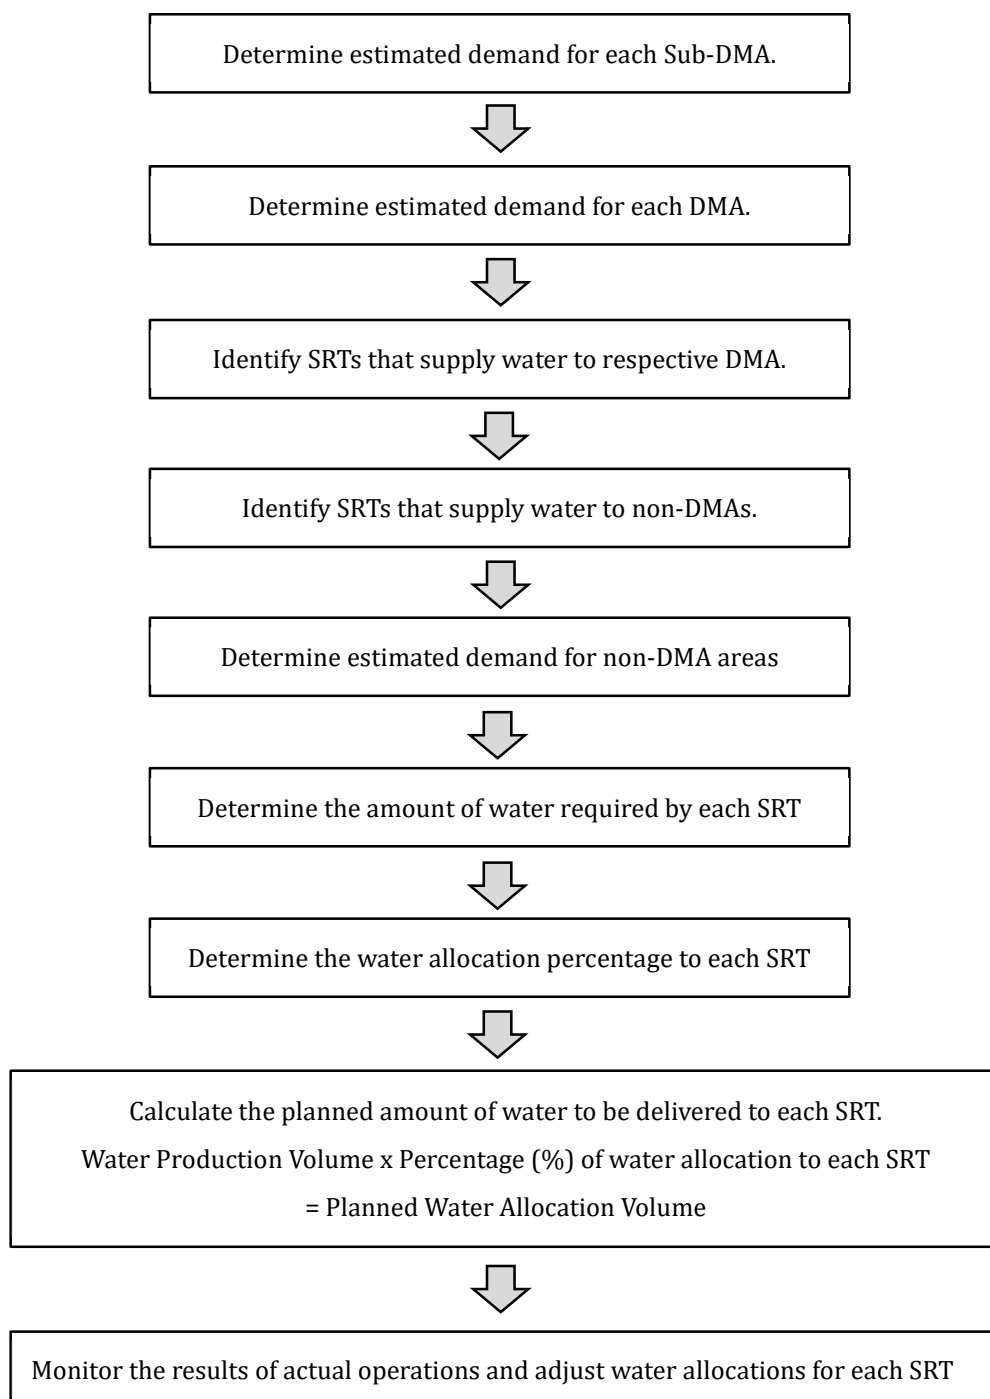 Determine estimated demand for each Sub-DMA.
Determine estimated demand for each DMA.
Identify SRTs that supply water to respective DMA.
Identify SRTs that supply water to non-DMAs.
Determine estimated demand for non-DMA areas
Determine the amount of water required by each SRT
Determine the water allocation percentage to each SRT
Calculate the planned amount of water to be delivered to each SRT.
Water Production Volume x Percentage (%) of water allocation to each SRT
= Planned Water Allocation Volume
Monitor the results of actual operations and adjust water allocations for each SRT